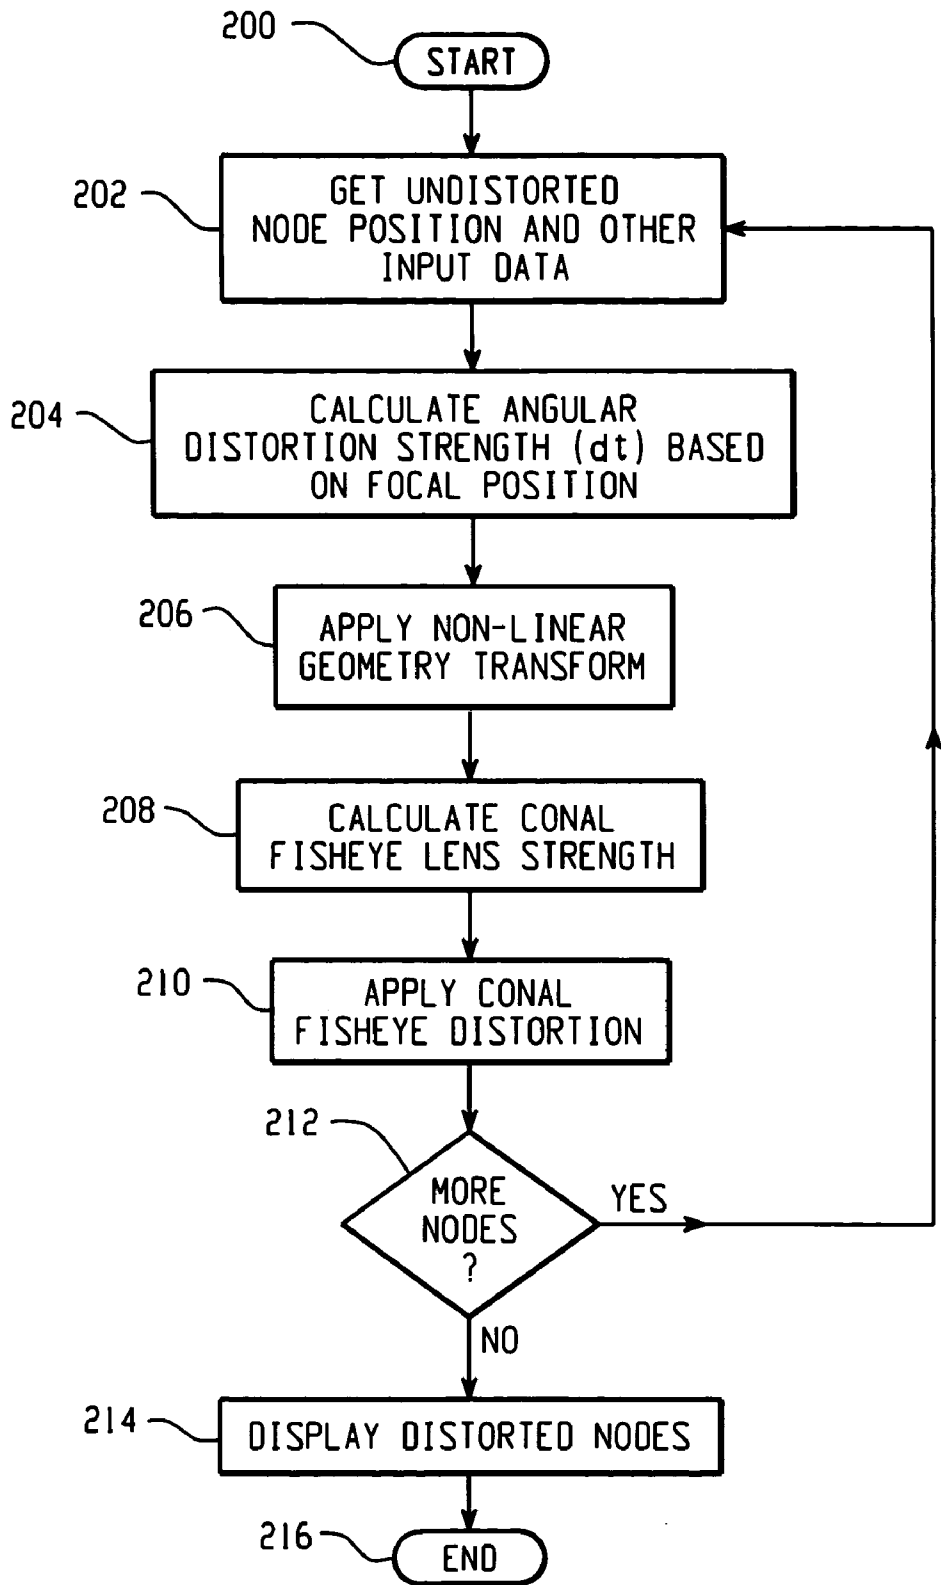 200
START
202
GET UNDISTORTED
NODE POSITION AND OTHER
INPUT DATA
204
CALCULATE ANGULAR
DISTORTION STRENGTH (dt) BASED
ON FOCAL POSITION
206
APPLY NON-LINEAR
GEOMETRY TRANSFORM
208
CALCULATE CONAL
FISHEYE LENS STRENGTH
210
APPLY CONAL
FISHEYE DISTORTION
212
MORE
NODES
?
YES
NO
214
DISPLAY DISTORTED NODES
216
END